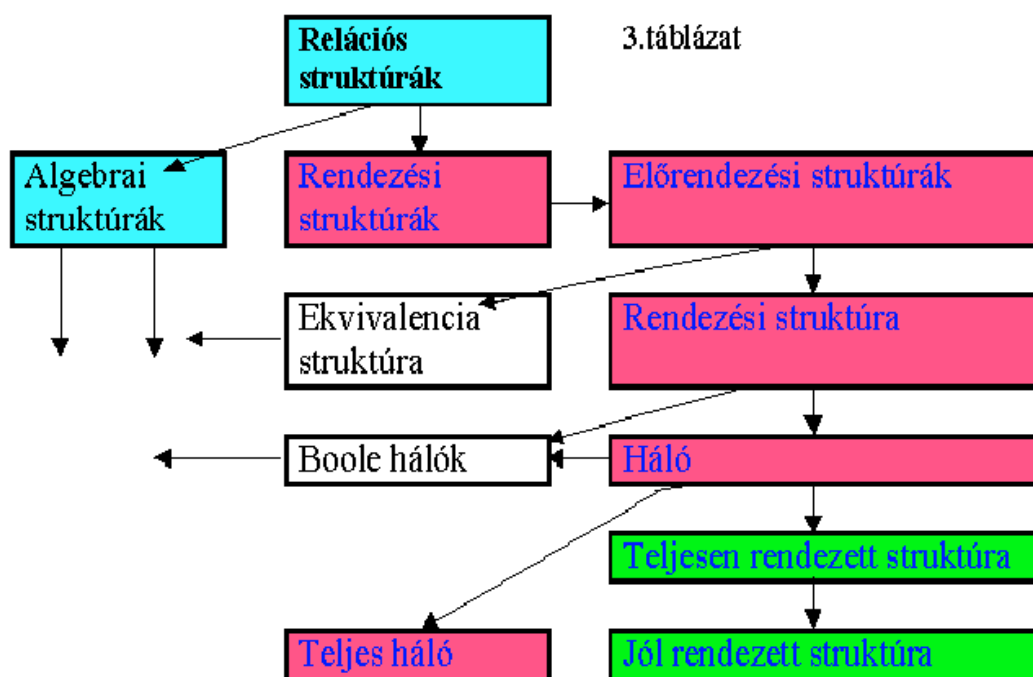 Relációs
struktúrák
3.táblázat
Algebrai
struktúrák
Rendezési
struktúrák
Előrendezési struktúrák
Ekvivalencia
struktúra
Rendezési struktúra
Boole hálók
Háló
Teljesen rendezett struktúra
Teljes háló
Jól rendezett struktúra